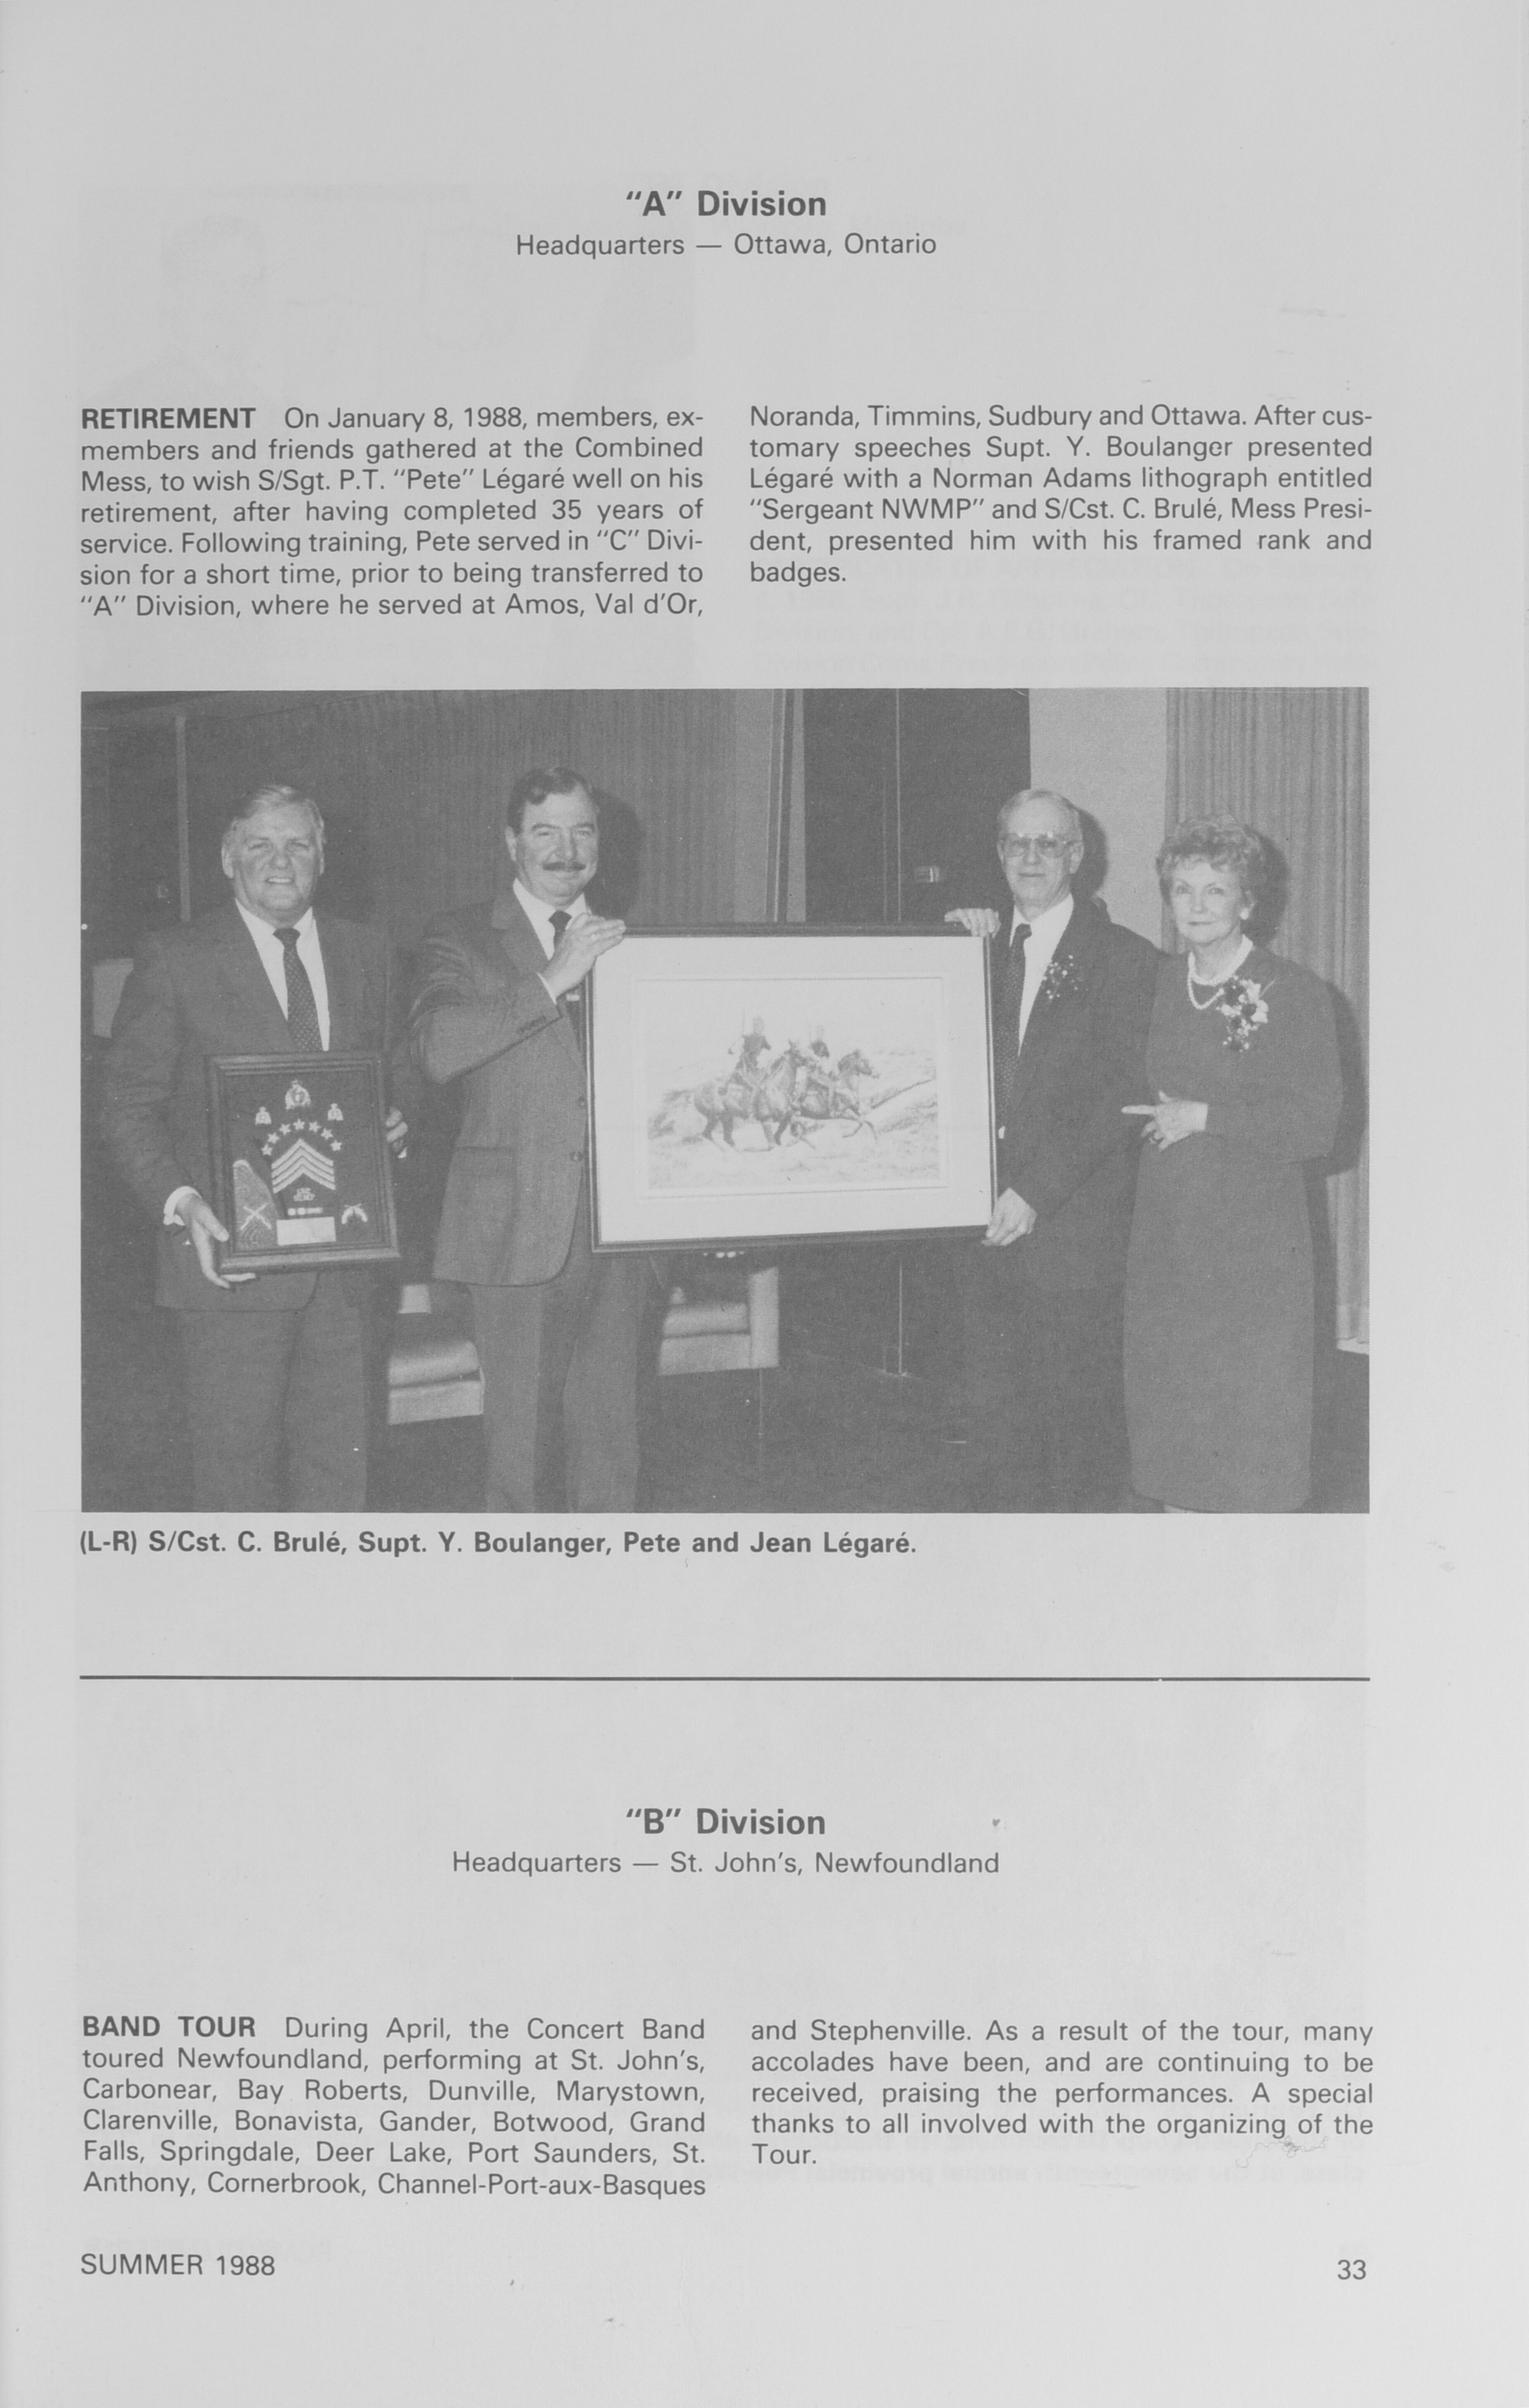 “A” Division
Headquarters — Ottawa, Ontario
RETIREMENT On January 8, 1988, members, ex-
members and friends gathered at the Combined
Mess, to wish S/Sgt. P.T. “Pete” Légaré well on his
retirement, after having completed 35 years of
service. Following training, Pete served in “C” Divi-
sion for a short time, prior to being transferred to
“A” Division, where he served at Amos, Val d’Or,
Noranda, Timmins, Sudbury and Ottawa. After cus-
tomary speeches Supt. Y. Boulanger presented
Légaré with a Norman Adams lithograph entitled
“Sergeant NWMP” and S/Cst. C. Brulé, Mess Presi-
dent, presented him with his framed rank and
badges.
(L-R) S/Cst. C. Brulé, Supt. Y. Boulanger, Pete and Jean Légaré.
“B” Division
Headquarters — St. John’s, Newfoundland
BAND TOUR During April, the Concert Band
toured Newfoundland, performing at St. John’s,
Carbonear, Bay Roberts, Dunville, Marystown,
Clarenville, Bonavista, Gander, Botwood, Grand
Falls, Springdale, Deer Lake, Port Saunders, St.
Anthony, Cornerbrook, Channel-Port-aux-Basques
and Stephenville. As a result of the tour, many
accolades have been, and are continuing to be
received, praising the performances. A special
thanks to all involved with the organizing of the
Tour.
SUMMER 1988
33